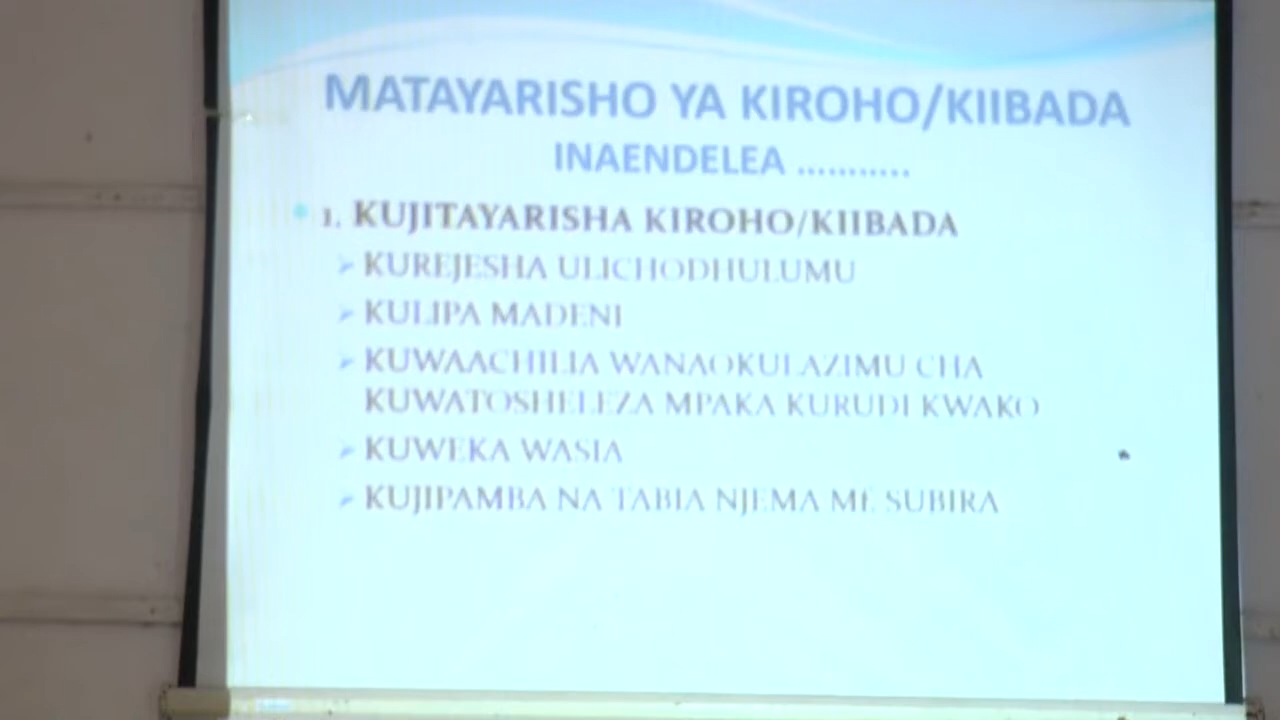 MATAYARISHO YA KIROHO/KIIBADA
INAENDELEA ...........
1. KUJITAYARISHA KIROHO/KIIBADA
KUREJESHA ULICHODHULUMU
KULIPA MADENI
KUWAACHILIA WANAOKULAZIMU CHA
KUWATOSHELEZA MPAKA KURUDI KWAKO
KUWEKA WASIA
KUJIPAMBA NA TABIA NJEMA SUBIRA